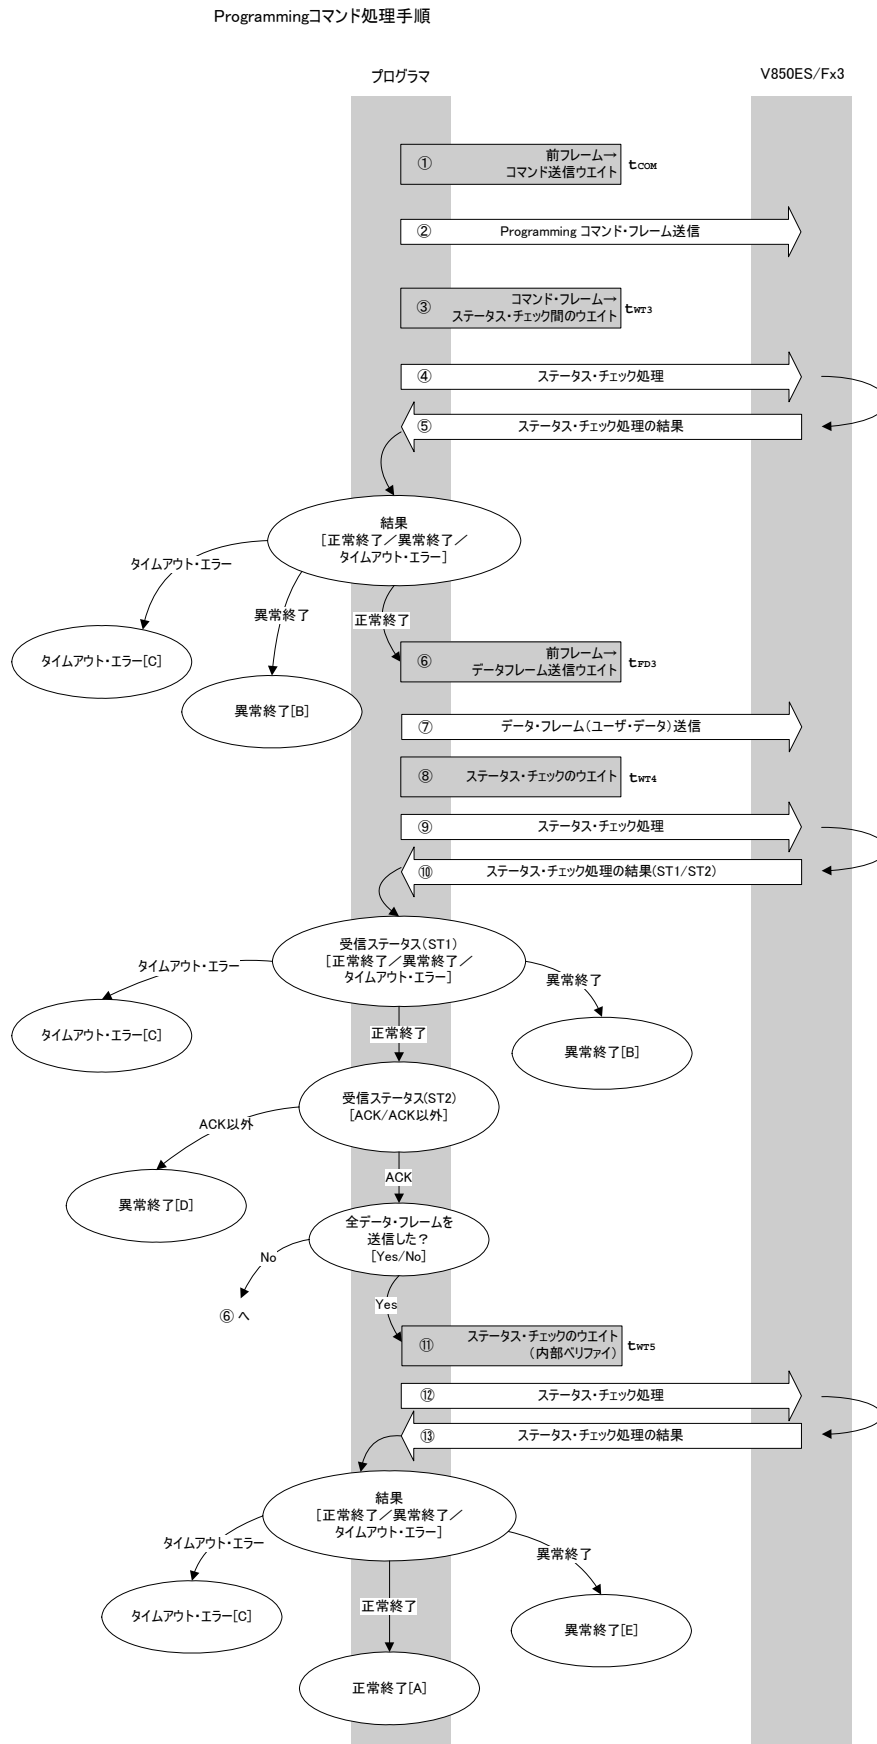 Programmingコマンド処理手順
プログラマ
V850ES/Fx3
① 前フレーム→
コマンド送信ウエイト
tCOM
② Programming コマンド・フレーム送信
③ コマンド・フレーム→
ステータス・チェック間のウエイト
tWT3
④ ステータス・チェック処理
⑤ ステータス・チェック処理の結果
結果
[正常終了／異常終了／
タイムアウト・エラー]
タイムアウト・エラー
異常終了
正常終了
タイムアウト・エラー[C]
異常終了[B]
⑥ 前フレーム→
データフレーム送信ウエイト
tFD3
⑦ データ・フレーム(ユーザ・データ)送信
⑧ ステータス・チェックのウエイト
tWT4
⑨ ステータス・チェック処理
⑩ ステータス・チェック処理の結果(ST1/ST2)
受信ステータス(ST1)
[正常終了／異常終了／
タイムアウト・エラー]
タイムアウト・エラー
異常終了
タイムアウト・エラー[C]
正常終了
異常終了[B]
受信ステータス(ST2)
[ACK/ACK以外]
ACK以外
ACK
異常終了[D]
全データ・フレームを
送信した？
[Yes/No]
No
⑥ へ
Yes
⑪ ステータス・チェックのウエイト
(内部ベリファイ)
tWT5
⑫ ステータス・チェック処理
⑬ ステータス・チェック処理の結果
結果
[正常終了／異常終了／
タイムアウト・エラー]
タイムアウト・エラー
異常終了
タイムアウト・エラー[C]
正常終了
異常終了[E]
正常終了[A]